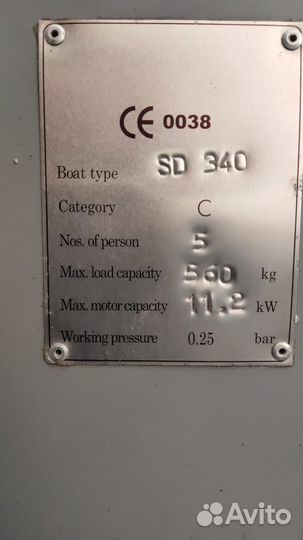 CE 0038
Boat type SD 340
Category C
Nos. of person 5
Max. load capacity 560 kg
Max. motor capacity 11.2 kW
Working pressure 0.25 bar
Avito